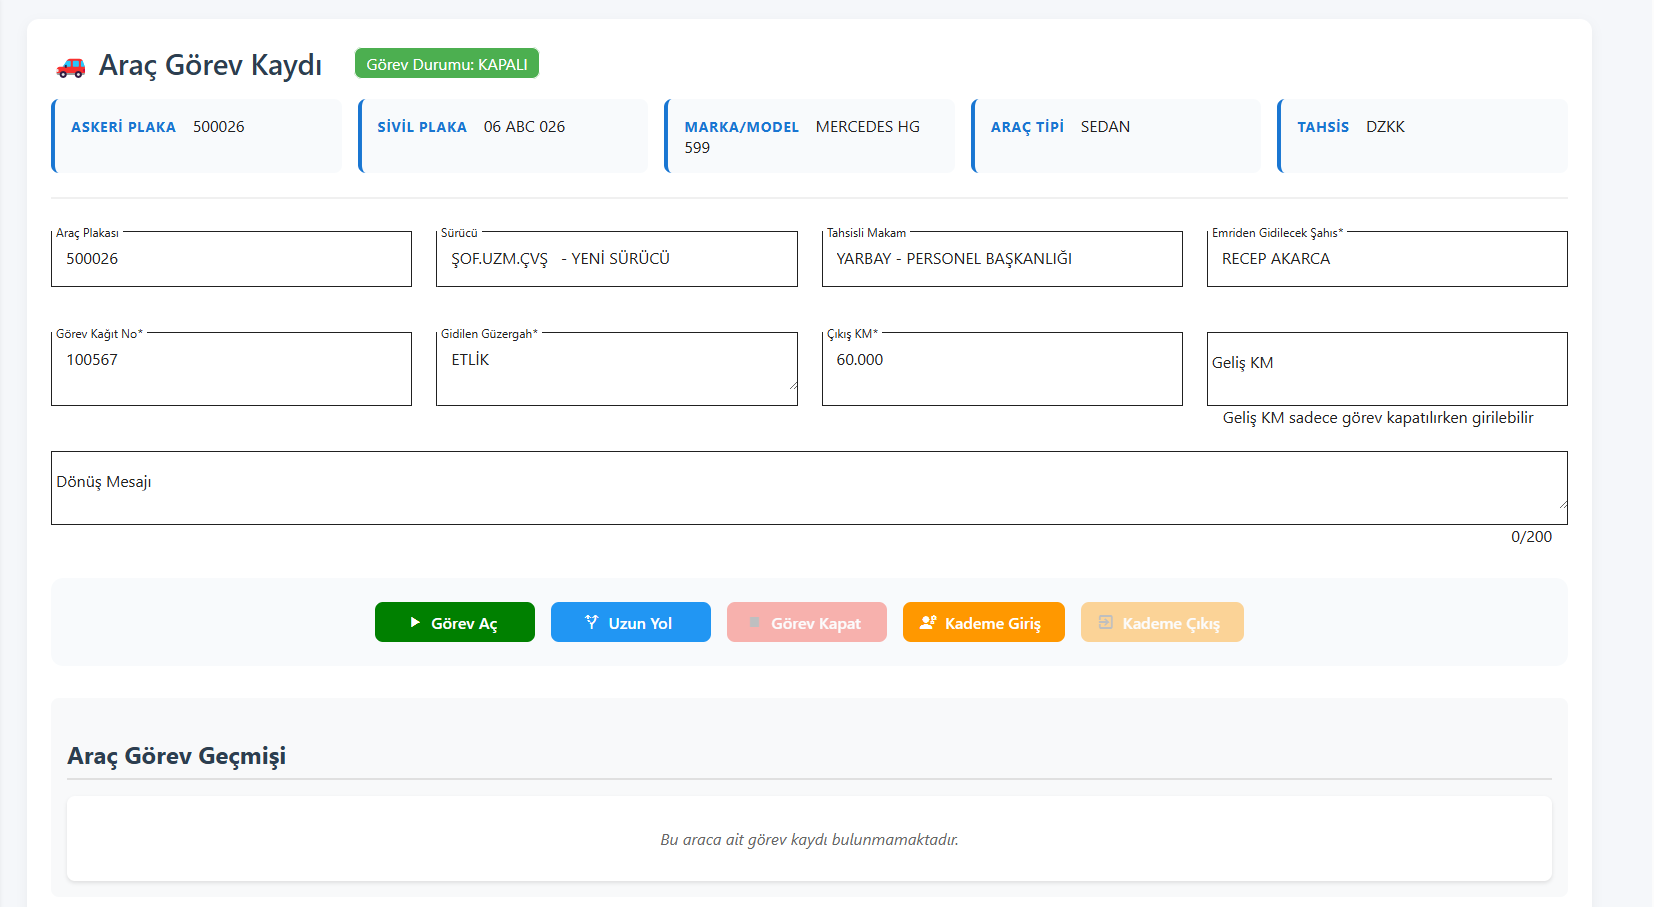 Araç Görev Kaydı
Görev Durumu: KAPALI
ASKERİ PLAKA 500026
SİVİL PLAKA 06 ABC 026
MARKA/MODEL MERCEDES HG
599
ARAÇ TİPİ SEDAN
TAHSİS DZKK
Araç Plakası
500026
Sürücü
ŞOF.UZM.ÇVŞ - YENİ SÜRÜCÜ
Tahsisli Makam
YARBAY - PERSONEL BAŞKANLIĞI
Emriden Gidilecek Şahıs*
RECEP AKARCA
Görev Kağıt No*
100567
Gidilen Güzergah*
ETLİK
Çıkış KM*
60.000
Geliş KM
Geliş KM sadece görev kapatılırken girilebilir
Dönüş Mesajı
0/200
Görev Aç
Uzun Yol
Görev Kapat
Kademe Giriş
Kademe Çıkış
Araç Görev Geçmişi
Bu araca ait görev kaydı bulunmamaktadır.